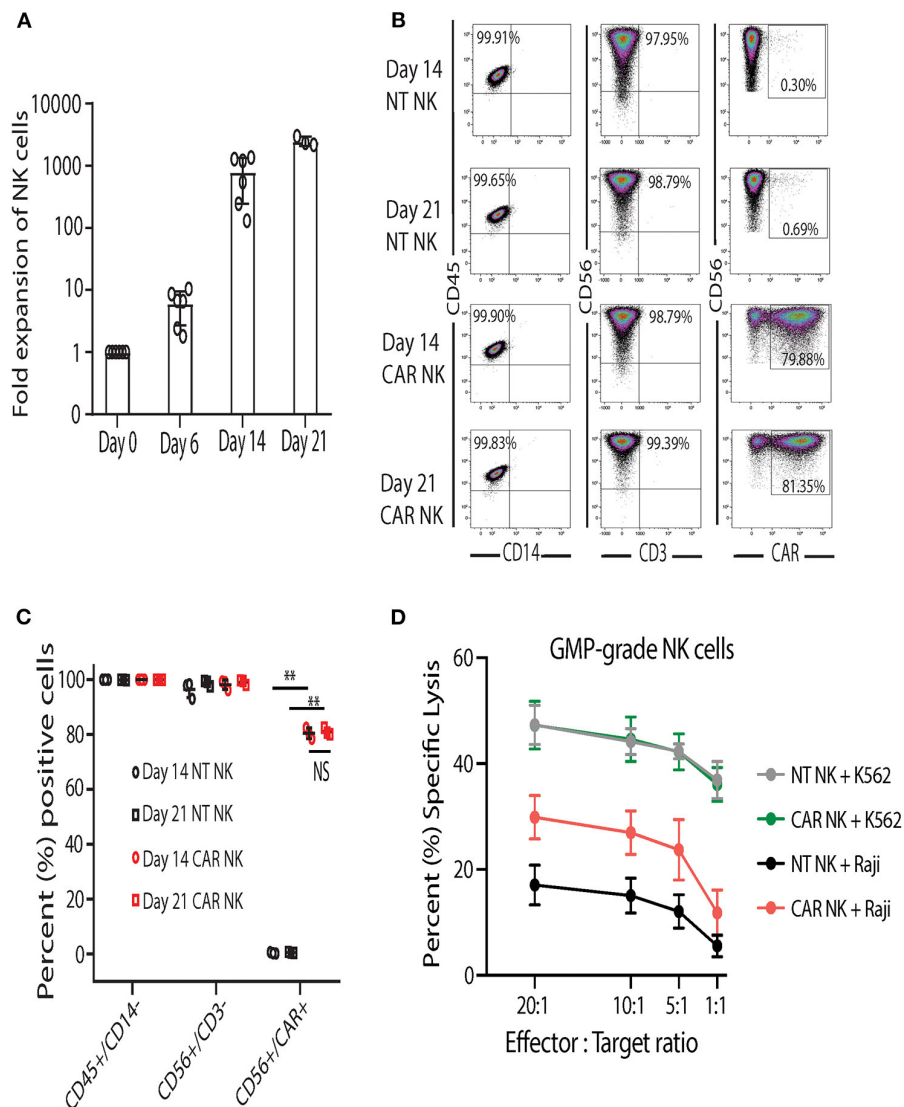 A
Fold expansion of NK cells
10000
1000
100
10
1
0
Day 0
Day 6
Day 14
Day 21
B
Day 14
NT NK
99.91%
97.95%
0.30%
Day 21
NT NK
99.65%
98.79%
0.69%
CD45
CD56
CD56
Day 14
CAR NK
99.90%
98.79%
79.88%
Day 21
CAR NK
99.83%
99.39%
81.35%
CD14
CD3
CAR
C
Percent (%) positive cells
100
80
60
40
20
0
**
**
NS
Day 14 NT NK
Day 21 NT NK
Day 14 CAR NK
Day 21 CAR NK
CD45+/CD14-
CD56+/CD3-
CD56+/CAR+
D
GMP-grade NK cells
Percent (%) Specific Lysis
60
40
20
0
20:1
10:1
5:1
1:1
Effector : Target ratio
NT NK + K562
CAR NK + K562
NT NK + Raji
CAR NK + Raji